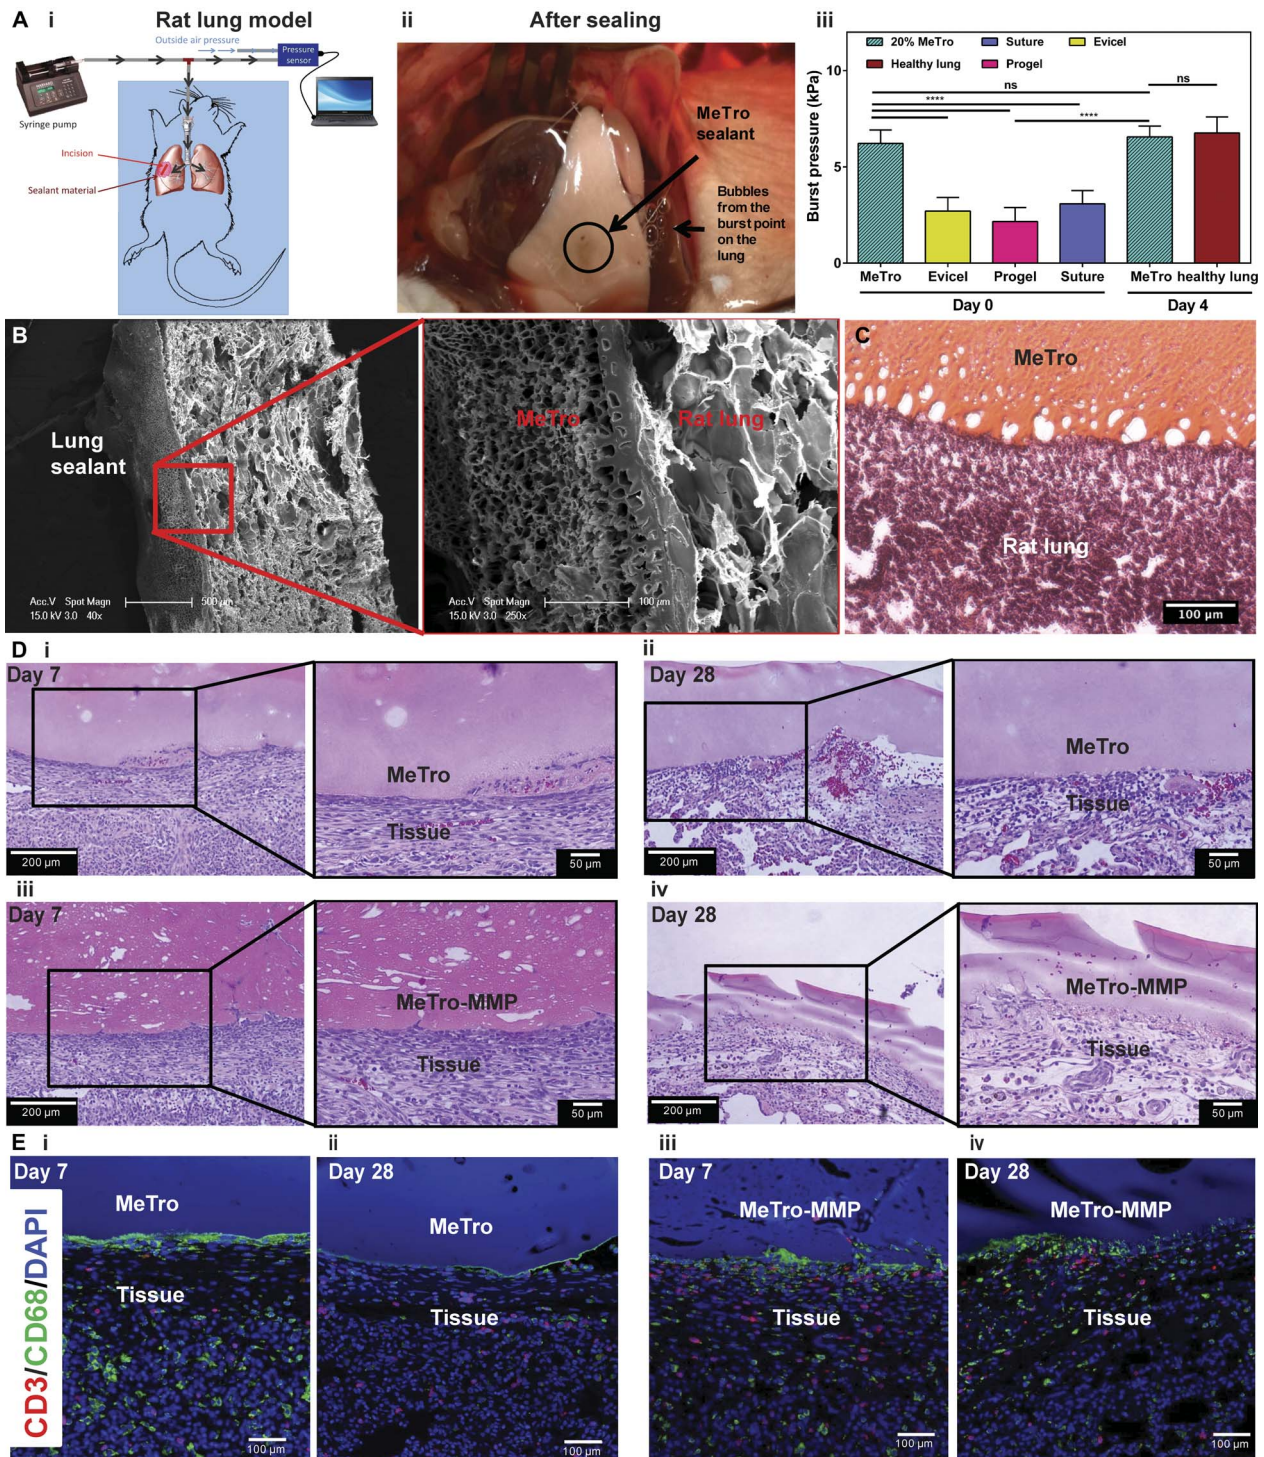 A
i
Rat lung model
Outside air pressure
Pressure
sensor
Syringe pump
Incision
Sealant material
ii
After sealing
MeTro
sealant
Bubbles
from the
burst point
on the
lung
iii
20% MeTro
Suture
Evicel
Healthy lung
Progel
Burst pressure (kPa)
10
5
0
ns
ns
****
****
MeTro
Evicel
Progel
Suture
MeTro
healthy lung
Day 0
Day 4
B
Lung
sealant
Acc.V Spot Magn
15.0 kV 3.0 40x
500 µm
MeTro
Rat lung
Acc.V Spot Magn
15.0 kV 3.0 250x
100 µm
C
MeTro
Rat lung
100 µm
D
i
Day 7
200 µm
MeTro
Tissue
50 µm
ii
Day 28
200 µm
MeTro
Tissue
50 µm
iii
Day 7
200 µm
MeTro-MMP
Tissue
50 µm
iv
Day 28
200 µm
MeTro-MMP
Tissue
50 µm
E
CD3/CD68/DAPI
i
Day 7
MeTro
Tissue
100 µm
ii
Day 28
MeTro
Tissue
100 µm
iii
Day 7
MeTro-MMP
Tissue
100 µm
iv
Day 28
MeTro-MMP
Tissue
100 µm